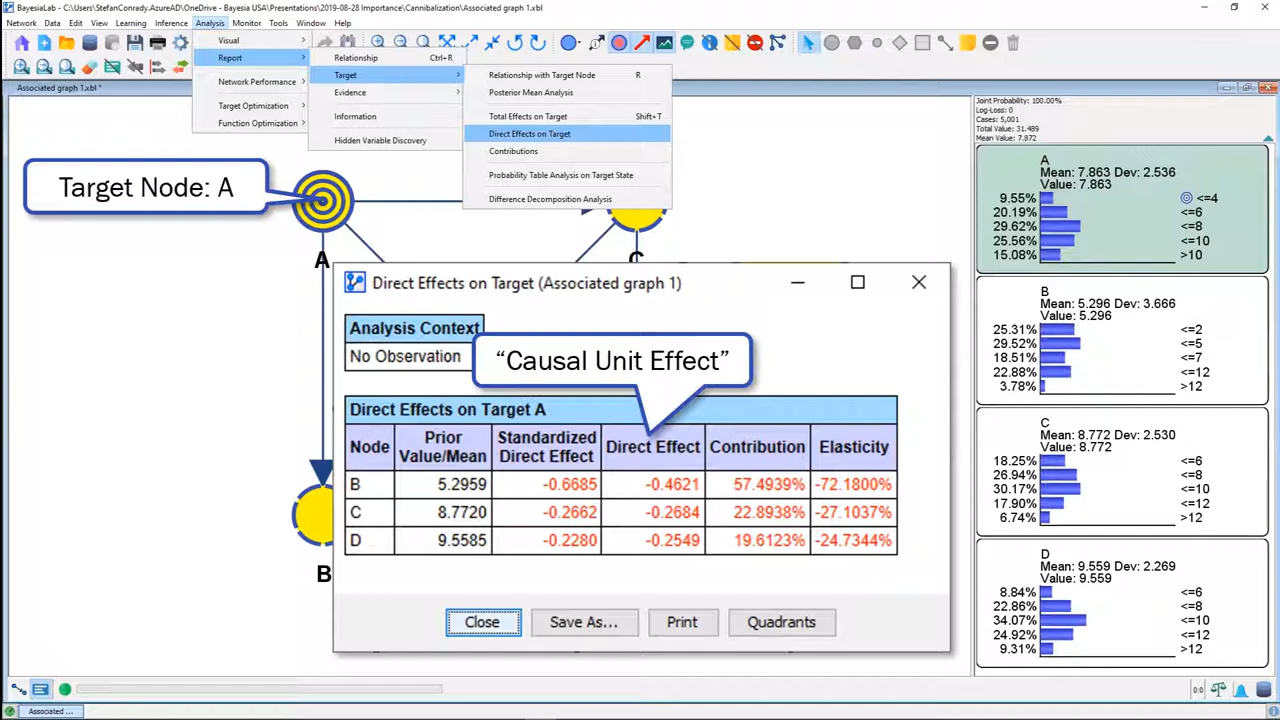 BayesiaLab - C:\Users\StefanConrady.AzureAD\OneDrive - Bayesia USA\2019-08-28 Importance\Cannibalization\Associated graph 1.xbl
Network Data Edit View Learning Inference Analysis Monitor Tools Window Help
Associated graph 1.xbl *
Visual
Report
Network Performance
Target Optimization
Function Optimization
Relationship Ctrl+R
Target
Evidence
Information
Hidden Variable Discovery
Relationship with Target Node R
Posterior Mean Analysis
Total Effects on Target Shift+T
Direct Effects on Target
Contributions
Probability Table Analysis on Target State
Difference Decomposition Analysis
Target Node: A
A
C
B
Direct Effects on Target (Associated graph 1)
Analysis Context
No Observation
"Causal Unit Effect"
Direct Effects on Target A
Node Prior Value/Mean Standardized Direct Effect Direct Effect Contribution Elasticity
B 5.2959 -0.6685 -0.4621 57.4939% -72.1800%
C 8.7720 -0.2662 -0.2684 22.8938% -27.1037%
D 9.5585 -0.2280 -0.2549 19.6123% -24.7344%
Close Save As... Print Quadrants
Joint Probability: 100.00%
Log-Loss: 0
Cases: 5,001
Total Value: 31.489
Mean Value: 7.872
A
Mean: 7.863 Dev: 2.536
Value: 7.863
9.55% <=4
20.19% <=6
29.62% <=8
25.56% <=10
15.08% >10
B
Mean: 5.296 Dev: 3.666
Value: 5.296
25.31% <=2
29.52% <=5
18.51% <=7
22.88% <=12
3.78% >12
C
Mean: 8.772 Dev: 2.530
Value: 8.772
18.25% <=6
26.94% <=8
30.17% <=10
17.90% <=12
6.74% >12
D
Mean: 9.559 Dev: 2.269
Value: 9.559
8.84% <=6
22.86% <=8
34.07% <=10
24.92% <=12
9.31% >12
0:0
Associated ...